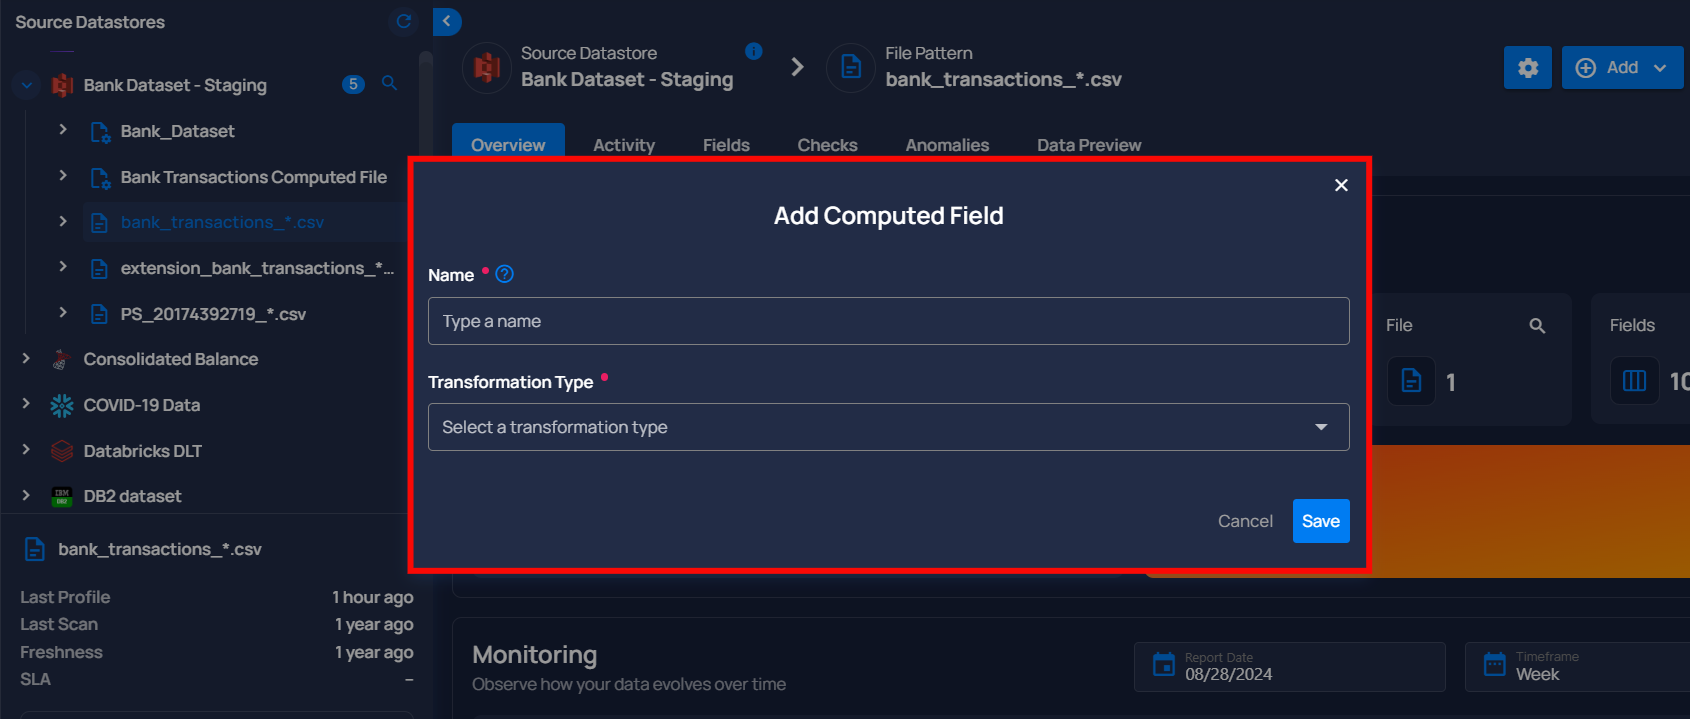 Source Datastores
Bank Dataset - Staging
5
Bank_Dataset
Bank Transactions Computed File
bank_transactions_*.csv
extension_bank_transactions_*...
PS_20174392719_*.csv
Consolidated Balance
COVID-19 Data
Databricks DLT
IBM
DB2
DB2 dataset
bank_transactions_*.csv
Last Profile 1 hour ago
Last Scan 1 year ago
Freshness 1 year ago
SLA –
Source Datastore
Bank Dataset - Staging
File Pattern
bank_transactions_*.csv
Add
Overview Activity Fields Checks Anomalies Data Preview
Add Computed Field
Name
Type a name
Transformation Type
Select a transformation type
Cancel Save
File
1
Fields
10
Monitoring
Observe how your data evolves over time
Report Date
08/28/2024
Timeframe
Week